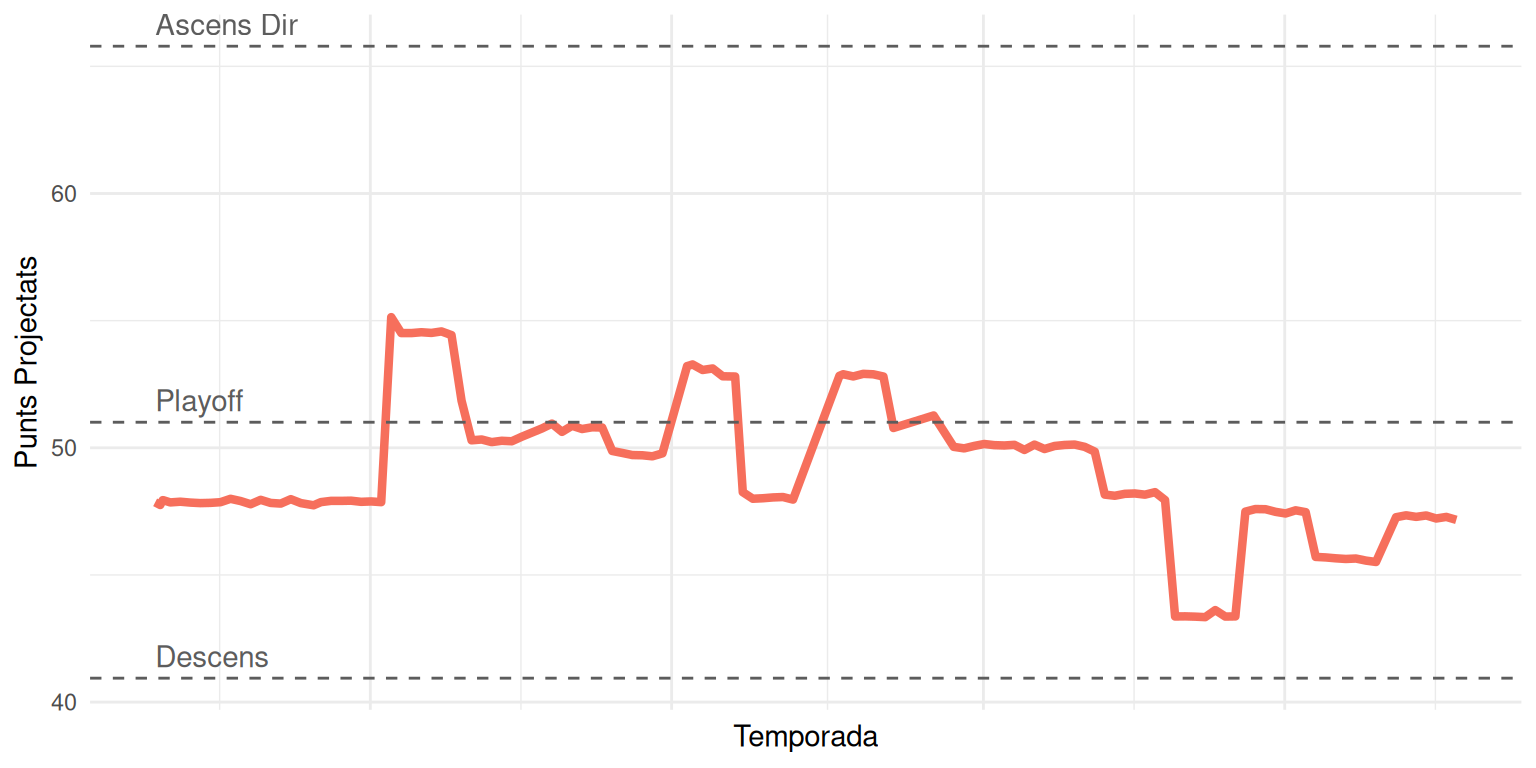 Ascens Dir
60
Playoff
50
Descens
40
Punts Projectats
Temporada